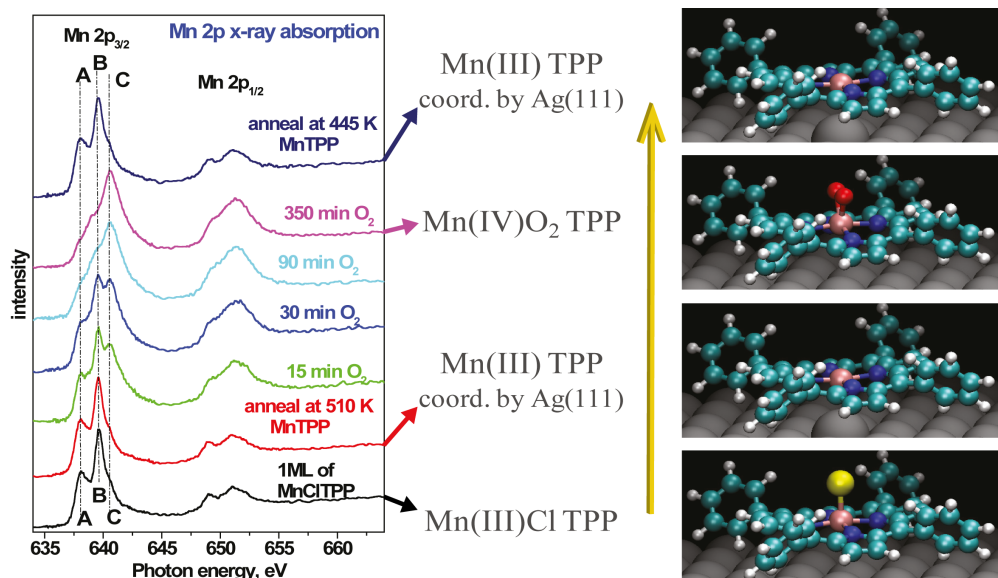 Mn 2p3/2
Mn 2p x-ray absorption
A
B
C
Mn 2p1/2
anneal at 445 K
MnTPP
350 min O2
90 min O2
30 min O2
15 min O2
anneal at 510 K
MnTPP
1ML of
MnClTPP
A
B
C
intensity
635 640 645 650 655 660
Photon energy, eV
Mn(III) TPP
coord. by Ag(111)
Mn(IV)O2 TPP
Mn(III) TPP
coord. by Ag(111)
Mn(III)Cl TPP